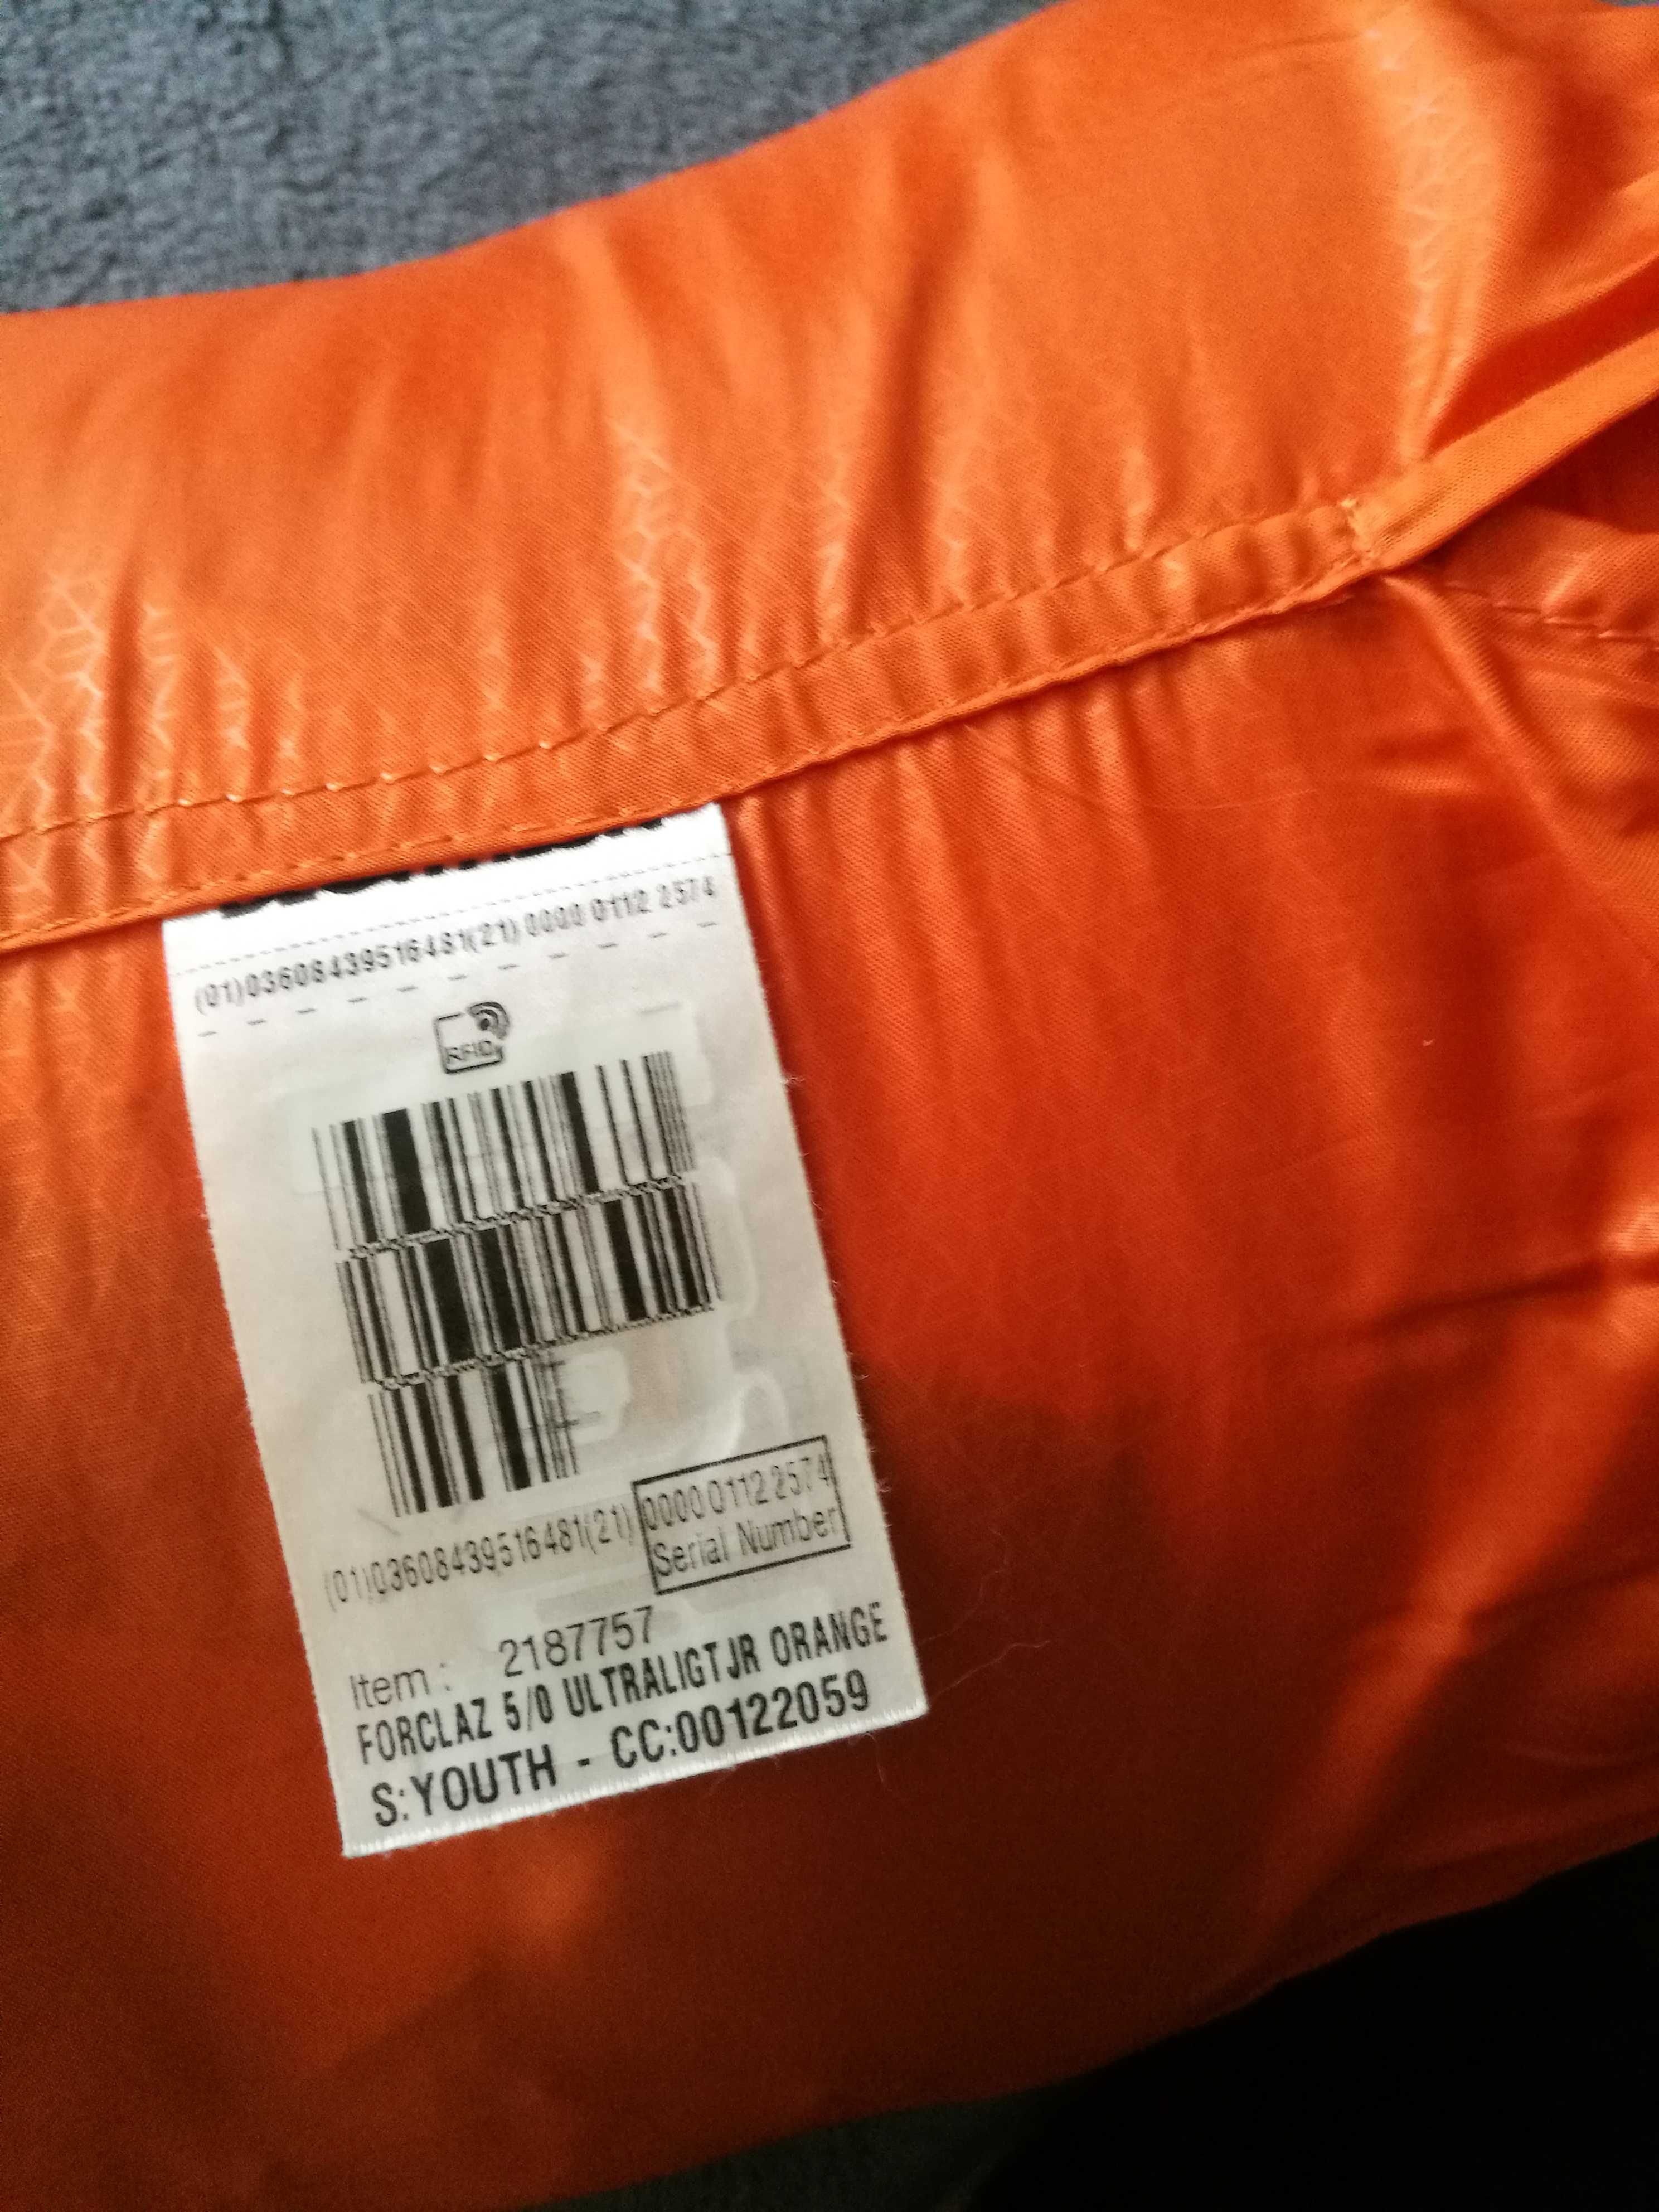 (01)03608439516481(21) 0000 0112 2574
RFID
(01)03608439516481(21) 0000 0112 2574
Serial Number
Item : 2187757
FORCLAZ 5/0 ULTRALIGTJR ORANGE
S:YOUTH - CC:00122059